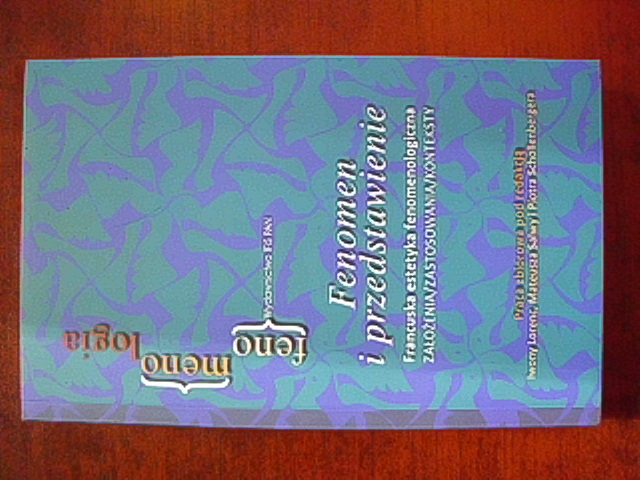 Praca zbiorowa pod redakcją
Iwony Lorenc, Mateusza Salwy i Piotra Schollenbergera
Fenomen
i przedstawienie
Francuska estetyka fenomenologiczna
ZAŁOŻENIA/ZASTOSOWANIA/KONTEKSTY
Wydawnictwo IFiS PAN
feno
meno
logia